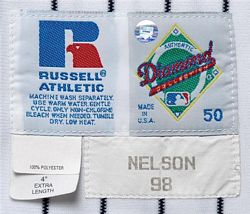 RUSSELL
ATHLETIC
MACHINE WASH SEPARATELY.
USE WARM WATER, GENTLE
CYCLE. ONLY NON-CHLORINE
BLEACH WHEN NEEDED. TUMBLE
DRY. LOW HEAT.
AUTHENTIC
Diamond
COLLECTION
MADE
IN
U.S.A.
50
100% POLYESTER
4"
EXTRA
LENGTH
NELSON
98